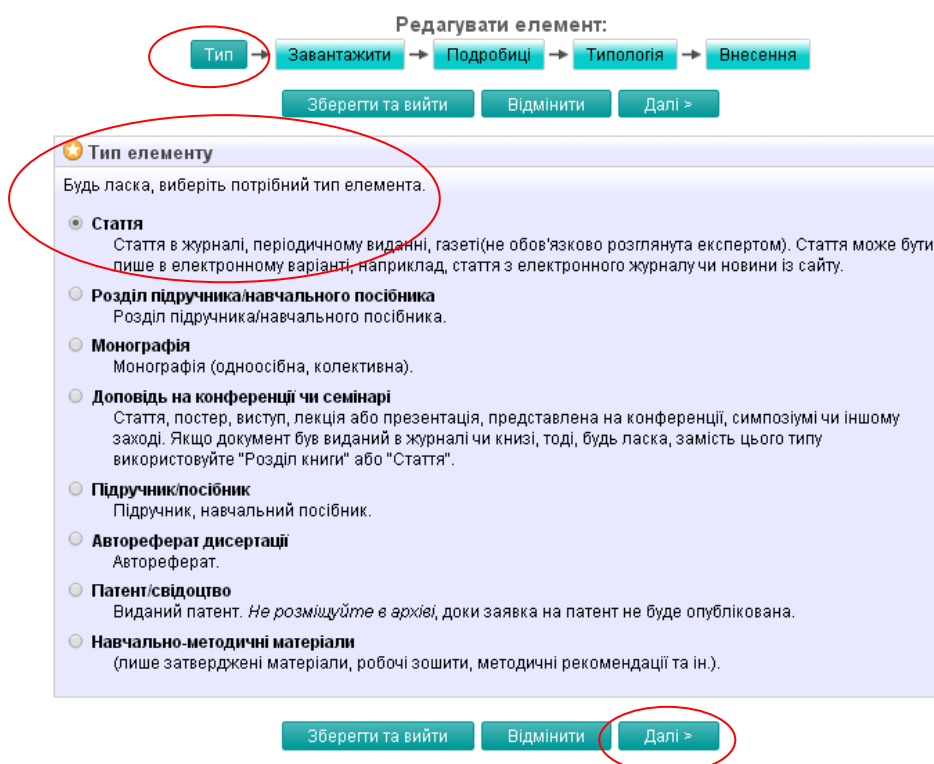 Редагувати елемент:
Тип → Завантажити → Подробиці → Типологія → Внесення
Зберегти та вийти Відмінити Далі >
Тип елементу
Будь ласка, виберіть потрібний тип елемента.
Стаття
Стаття в журналі, періодичному виданні, газеті(не обов'язково розглянута експертом). Стаття може бути
лише в електронному варіанті, наприклад, стаття з електронного журналу чи новини із сайту.
Розділ підручника/навчального посібника
Розділ підручника/навчального посібника.
Монографія
Монографія (одноосібна, колективна).
Доповідь на конференції чи семінарі
Стаття, постер, виступ, лекція або презентація, представлена на конференції, симпозіумі чи іншому
заході. Якщо документ був виданий в журналі чи книзі, тоді, будь ласка, замість цього типу
використовуйте "Розділ книги" або "Стаття".
Підручник/посібник
Підручник, навчальний посібник.
Автореферат дисертації
Автореферат.
Патент/свідоцтво
Виданий патент. Не розміщуйте в архіві, доки заявка на патент не буде опублікована.
Навчально-методичні матеріали
(лише затверджені матеріали, робочі зошити, методичні рекомендації та ін.).
Зберегти та вийти Відмінити Далі >